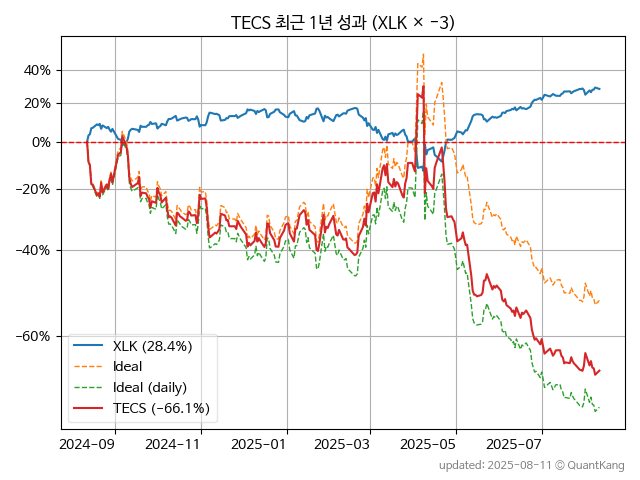 TECS 최근 1년 성과 (XLK × −3)
40%
20%
0%
−20%
−40%
−60%
XLK (28.4%)
Ideal
Ideal (daily)
TECS (−66.1%)
2024−09
2024−11
2025−01
2025−03
2025−05
2025−07
updated: 2025−08−11 © QuantKang